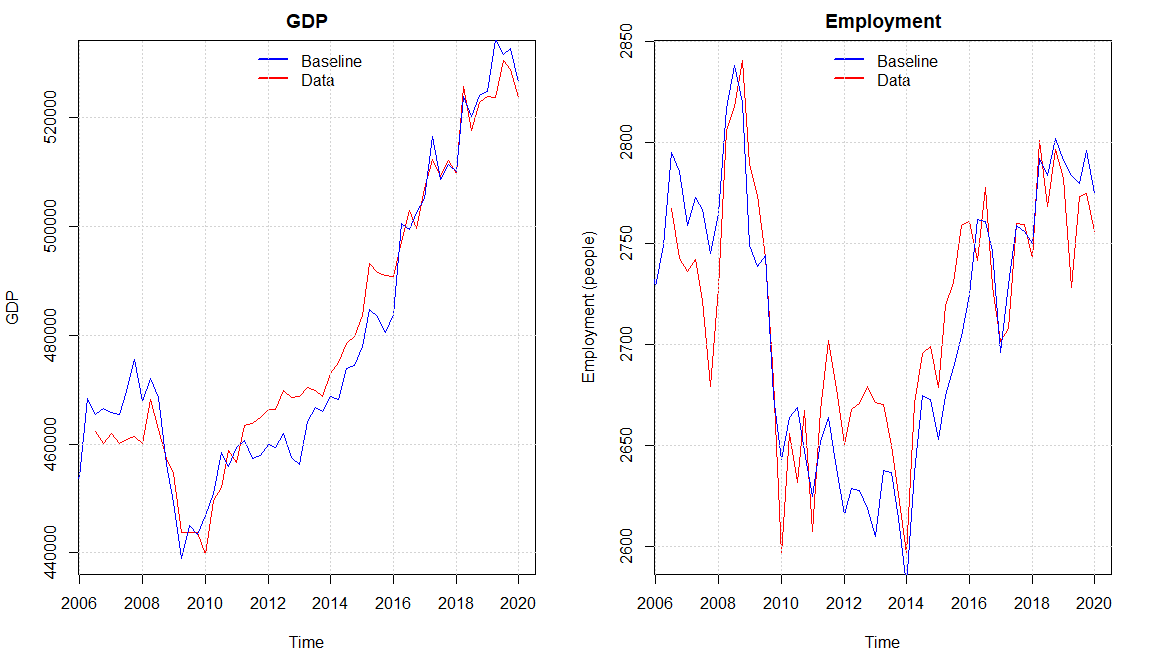 GDP
Baseline
Data
GDP
520000
500000
480000
460000
440000
2006 2008 2010 2012 2014 2016 2018 2020
Time
Employment
Baseline
Data
Employment (people)
2850
2800
2750
2700
2650
2600
2006 2008 2010 2012 2014 2016 2018 2020
Time